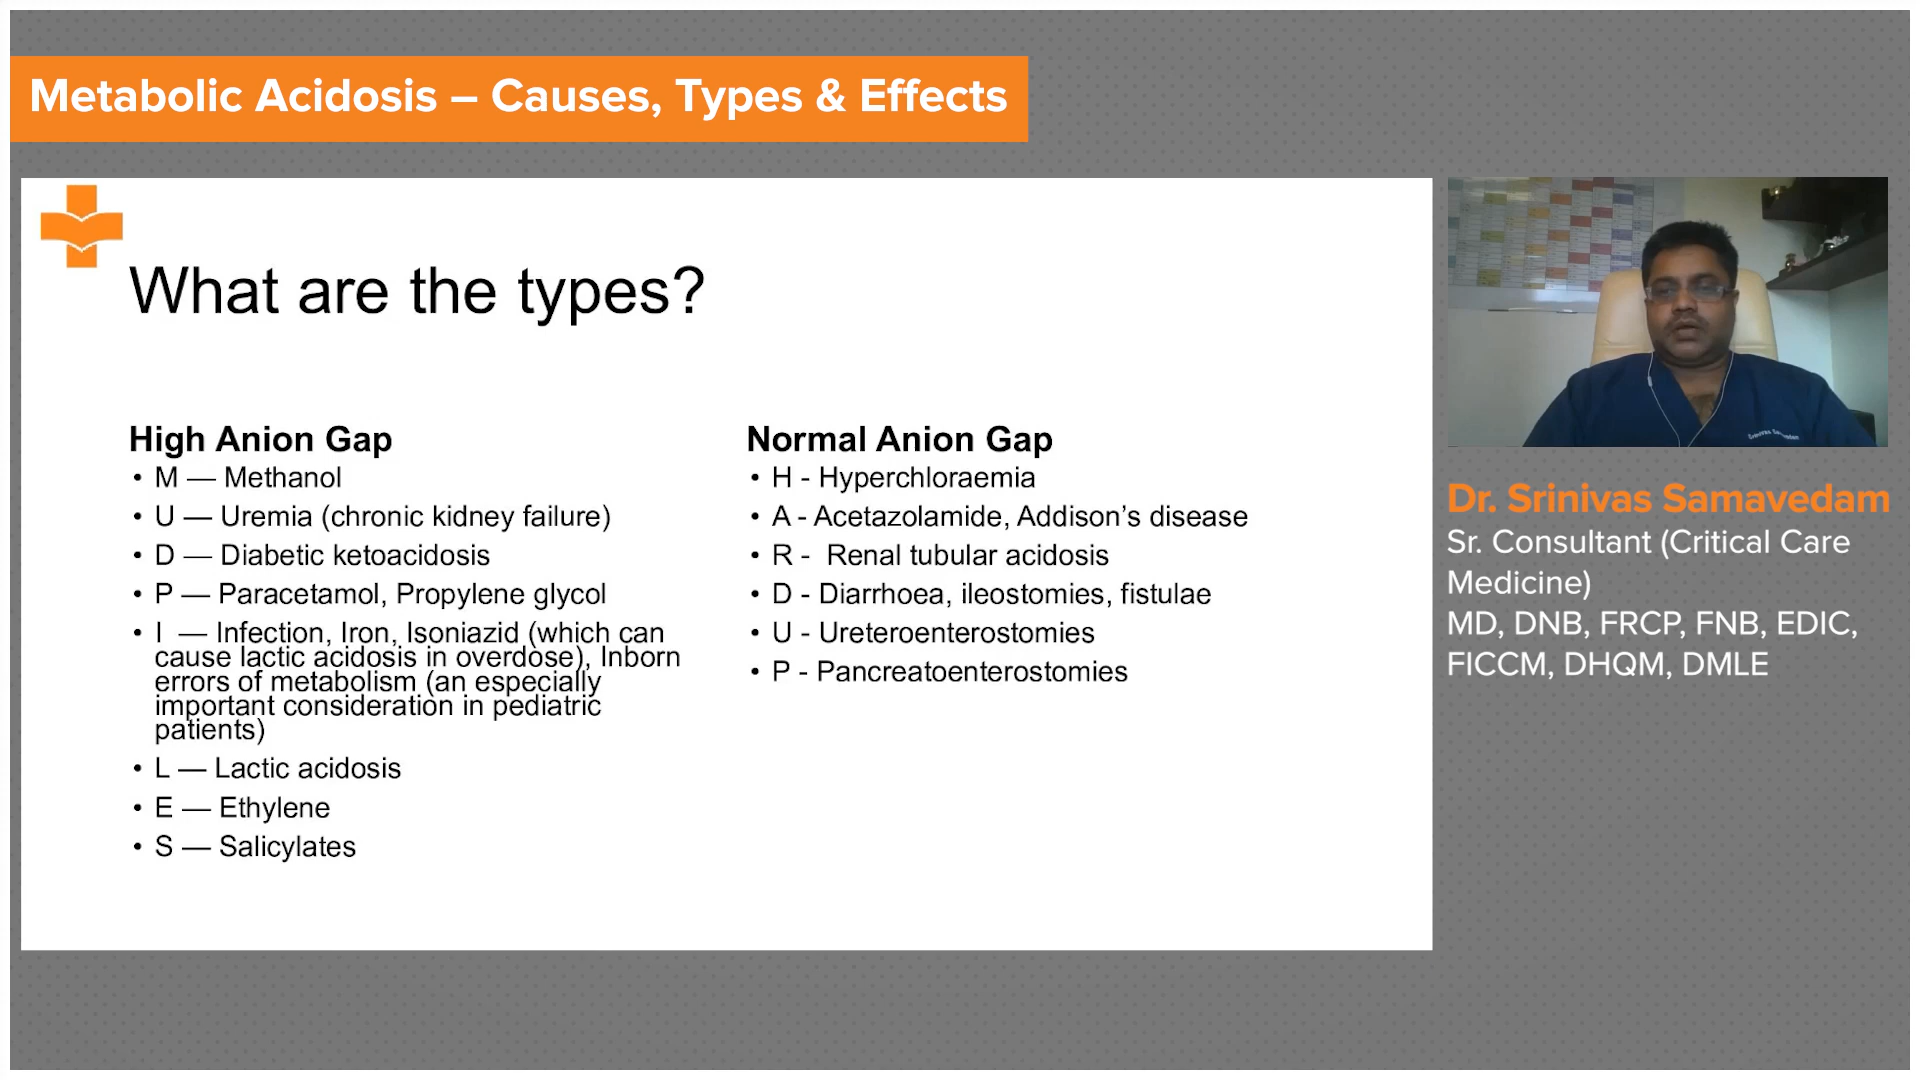 Metabolic Acidosis – Causes, Types & Effects
What are the types?
High Anion Gap
• M — Methanol
• U — Uremia (chronic kidney failure)
• D — Diabetic ketoacidosis
• P — Paracetamol, Propylene glycol
• I — Infection, Iron, Isoniazid (which can
cause lactic acidosis in overdose), Inborn
errors of metabolism (an especially
important consideration in pediatric
patients)
• L — Lactic acidosis
• E — Ethylene
• S — Salicylates
Normal Anion Gap
• H - Hyperchloraemia
• A - Acetazolamide, Addison’s disease
• R - Renal tubular acidosis
• D - Diarrhoea, ileostomies, fistulae
• U - Ureteroenterostomies
• P - Pancreatoenterostomies
Dr. Srinivas Samavedam
Sr. Consultant (Critical Care
Medicine)
MD, DNB, FRCP, FNB, EDIC,
FICCM, DHQM, DMLE